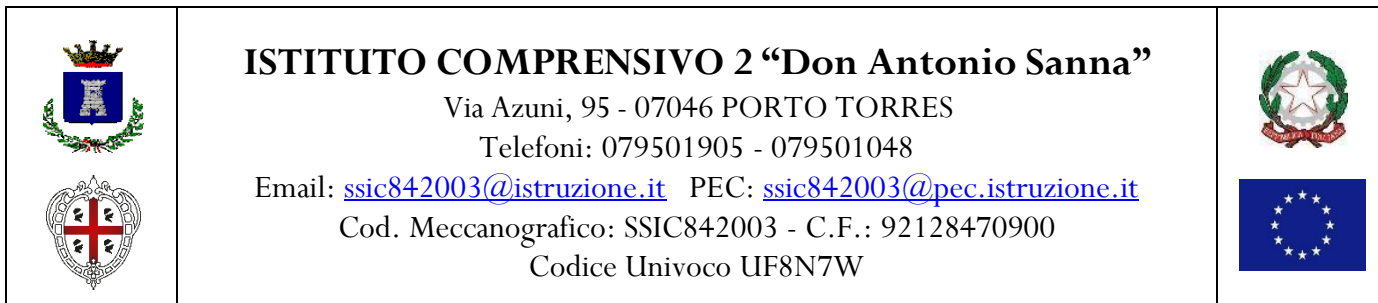 ISTITUTO COMPRENSIVO 2 “Don Antonio Sanna”
Via Azuni, 95 - 07046 PORTO TORRES
Telefoni: 079501905 - 079501048
Email: ssic842003@istruzione.it PEC: ssic842003@pec.istruzione.it
Cod. Meccanografico: SSIC842003 - C.F.: 92128470900
Codice Univoco UF8N7W